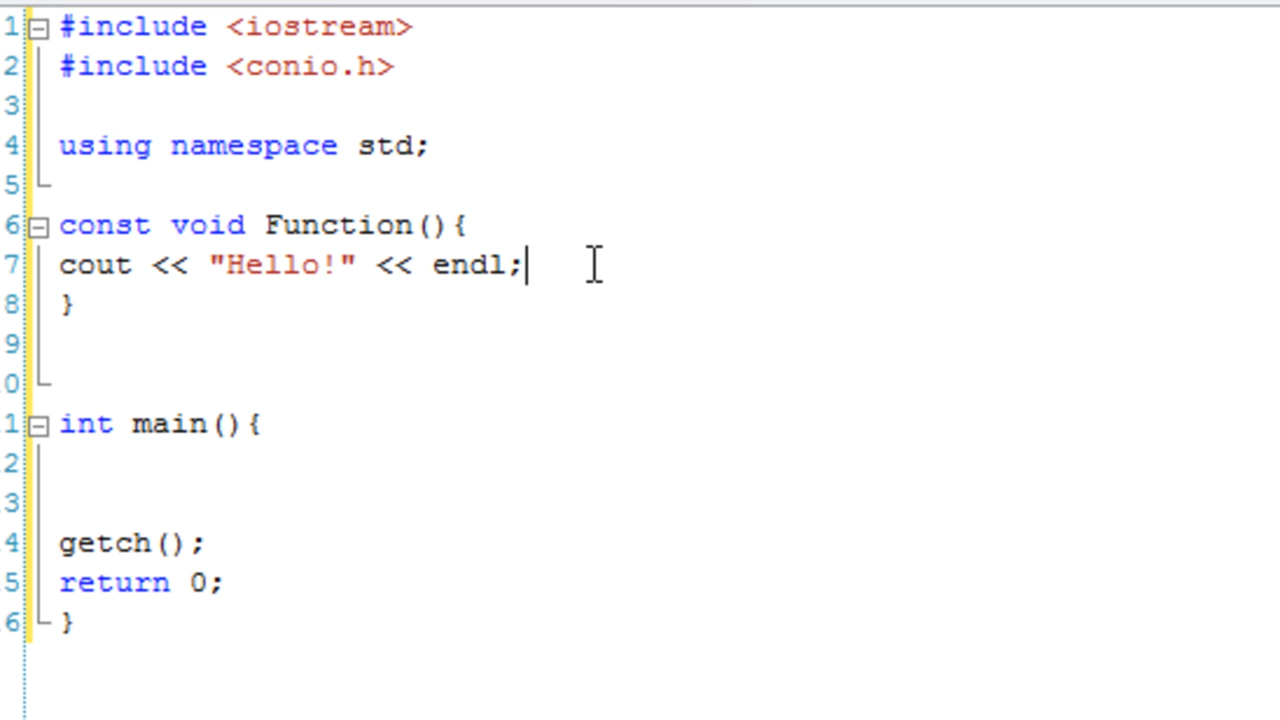 1 #include <iostream>
2 #include <conio.h>
3
4 using namespace std;
5
6 const void Function(){
7 cout << "Hello!" << endl;
8 }
9
0
1 int main(){
2
3
4 getch();
5 return 0;
6 }